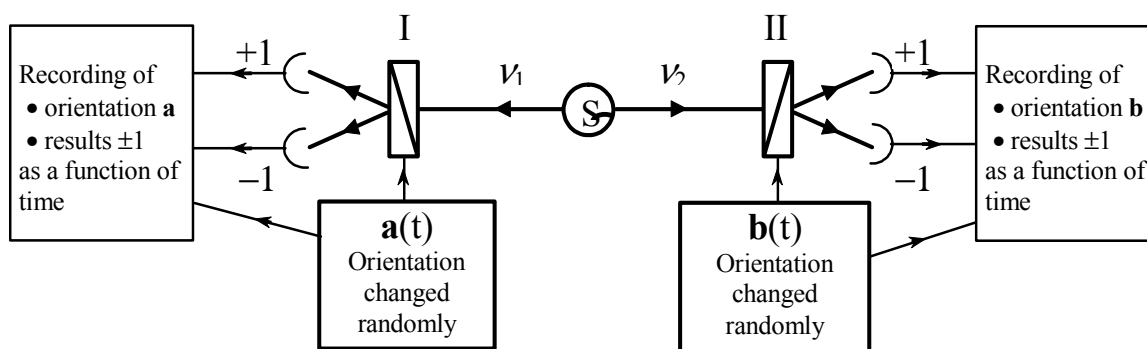 I
II
+1
+1
Recording of
• orientation a
• results ±1
as a function of
time
ν1
ν2
S
Recording of
• orientation b
• results ±1
as a function of
time
−1
−1
a(t)
Orientation
changed
randomly
b(t)
Orientation
changed
randomly